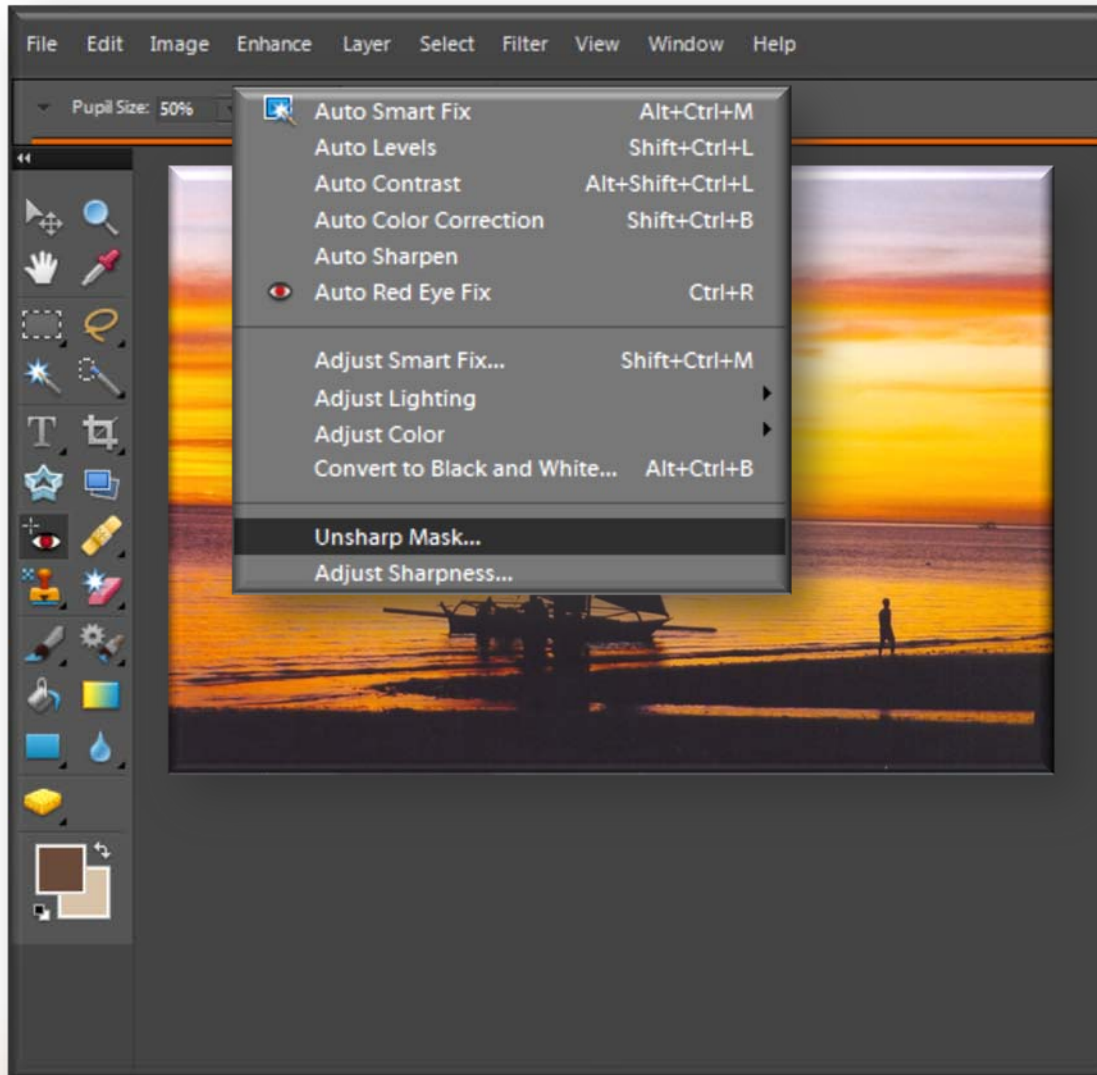 File Edit Image Enhance Layer Select Filter View Window Help
Pupil Size: 50%
Auto Smart Fix Alt+Ctrl+M
Auto Levels Shift+Ctrl+L
Auto Contrast Alt+Shift+Ctrl+L
Auto Color Correction Shift+Ctrl+B
Auto Sharpen
Auto Red Eye Fix Ctrl+R
Adjust Smart Fix... Shift+Ctrl+M
Adjust Lighting
Adjust Color
Convert to Black and White... Alt+Ctrl+B
Unsharp Mask...
Adjust Sharpness...